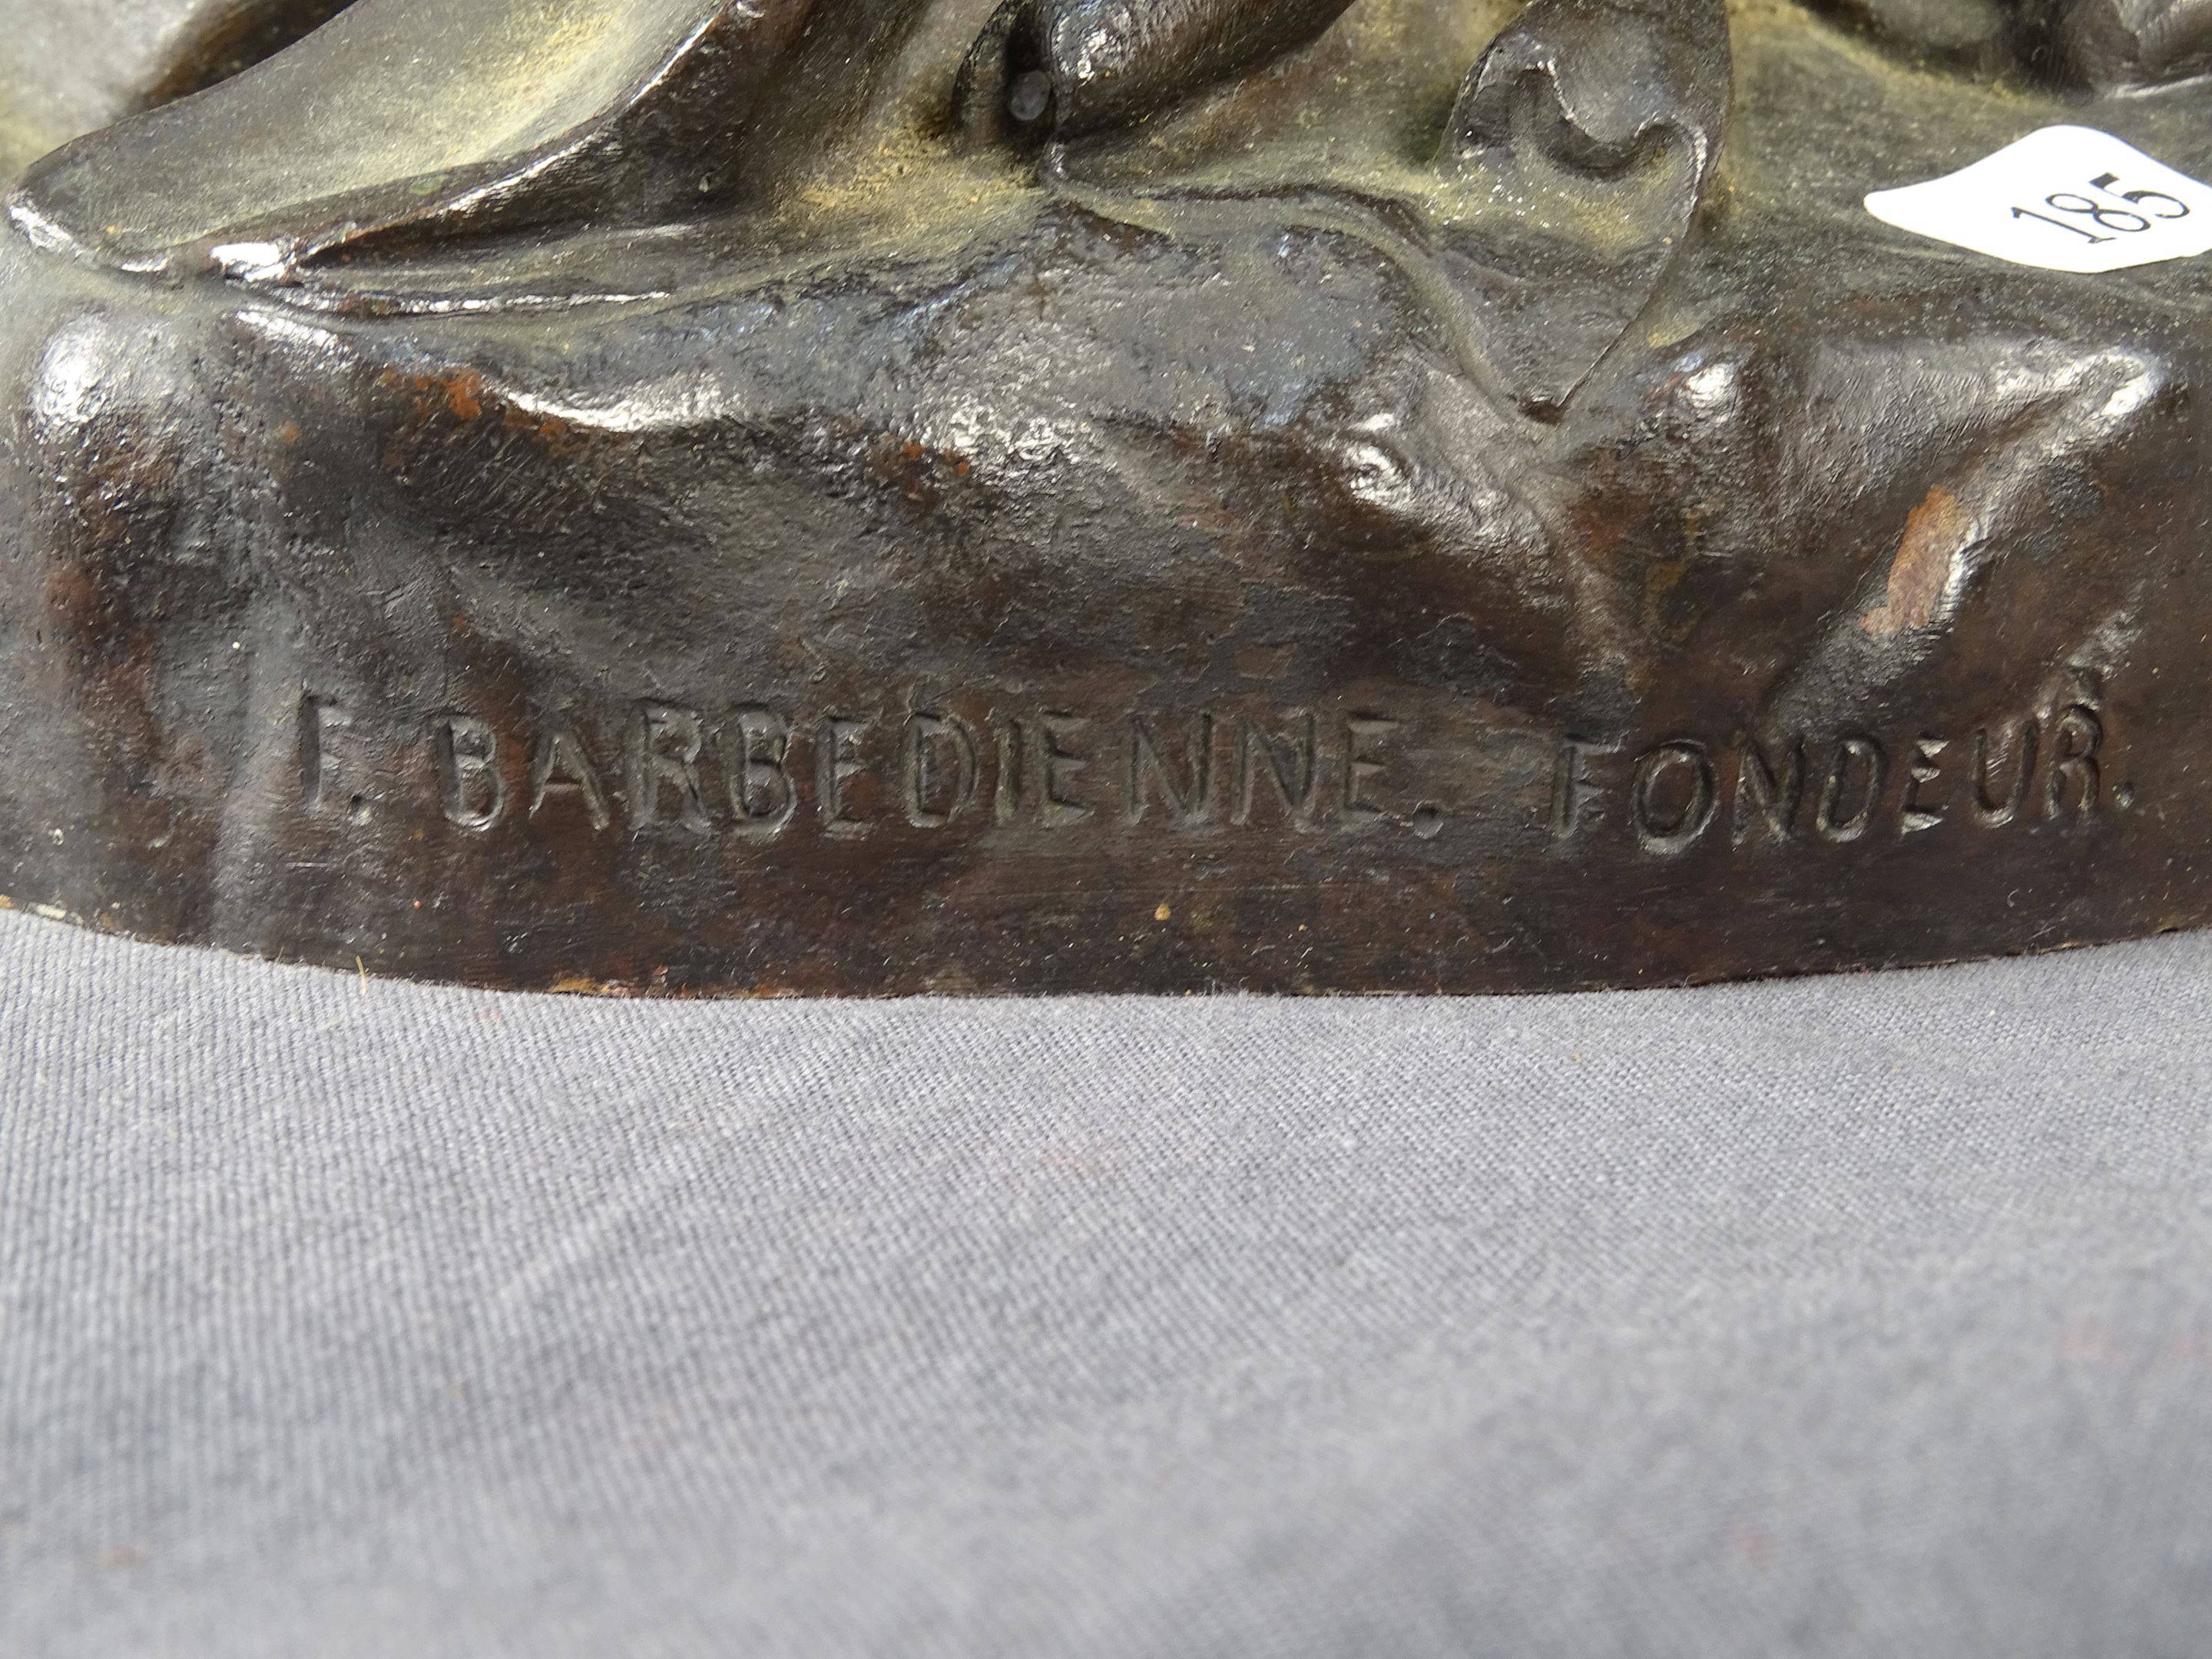 185
F. BARBEDIENNE. FONDEUR.